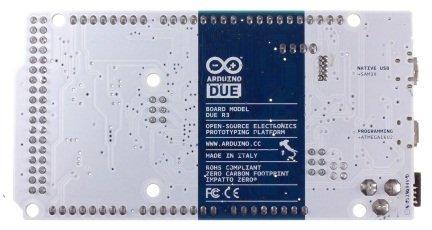 ARDUINO
DUE
BOARD MODEL
DUE R3
OPEN-SOURCE ELECTRONICS
PROTOTYPING PLATFORM
WWW.ARDUINO.CC
MADE IN ITALY
ROHS COMPLIANT
ZERO CARBON FOOTPRINT
IMPATTO ZERO®
FC CE
NATIVE USB
PROGRAMMING